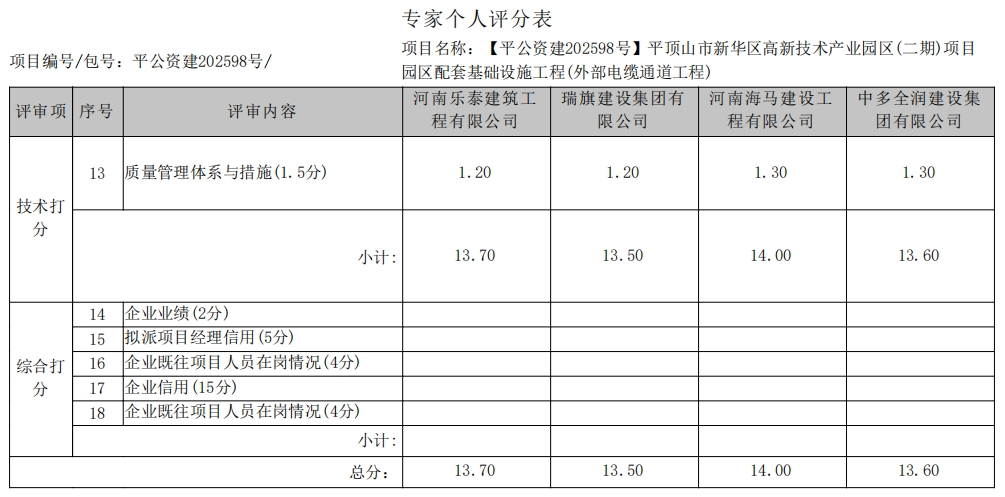 专家个人评分表
项目编号/包号: 平公资建202598号/
项目名称: 【平公资建202598号】平顶山市新华区高新技术产业园区(二期)项目
园区配套基础设施工程(外部电缆通道工程)
评审项 序号 评审内容 河南乐泰建筑工程有限公司 瑞旗建设集团有限公司 河南海马建设工程有限公司 中多全润建设集团有限公司
技术打分
13 质量管理体系与措施(1.5分) 1.20 1.20 1.30 1.30
小计: 13.70 13.50 14.00 13.60
综合打分
14 企业业绩(2分)
15 拟派项目经理信用(5分)
16 企业既往项目人员在岗情况(4分)
17 企业信用(15分)
18 企业既往项目人员在岗情况(4分)
小计:
总分: 13.70 13.50 14.00 13.60